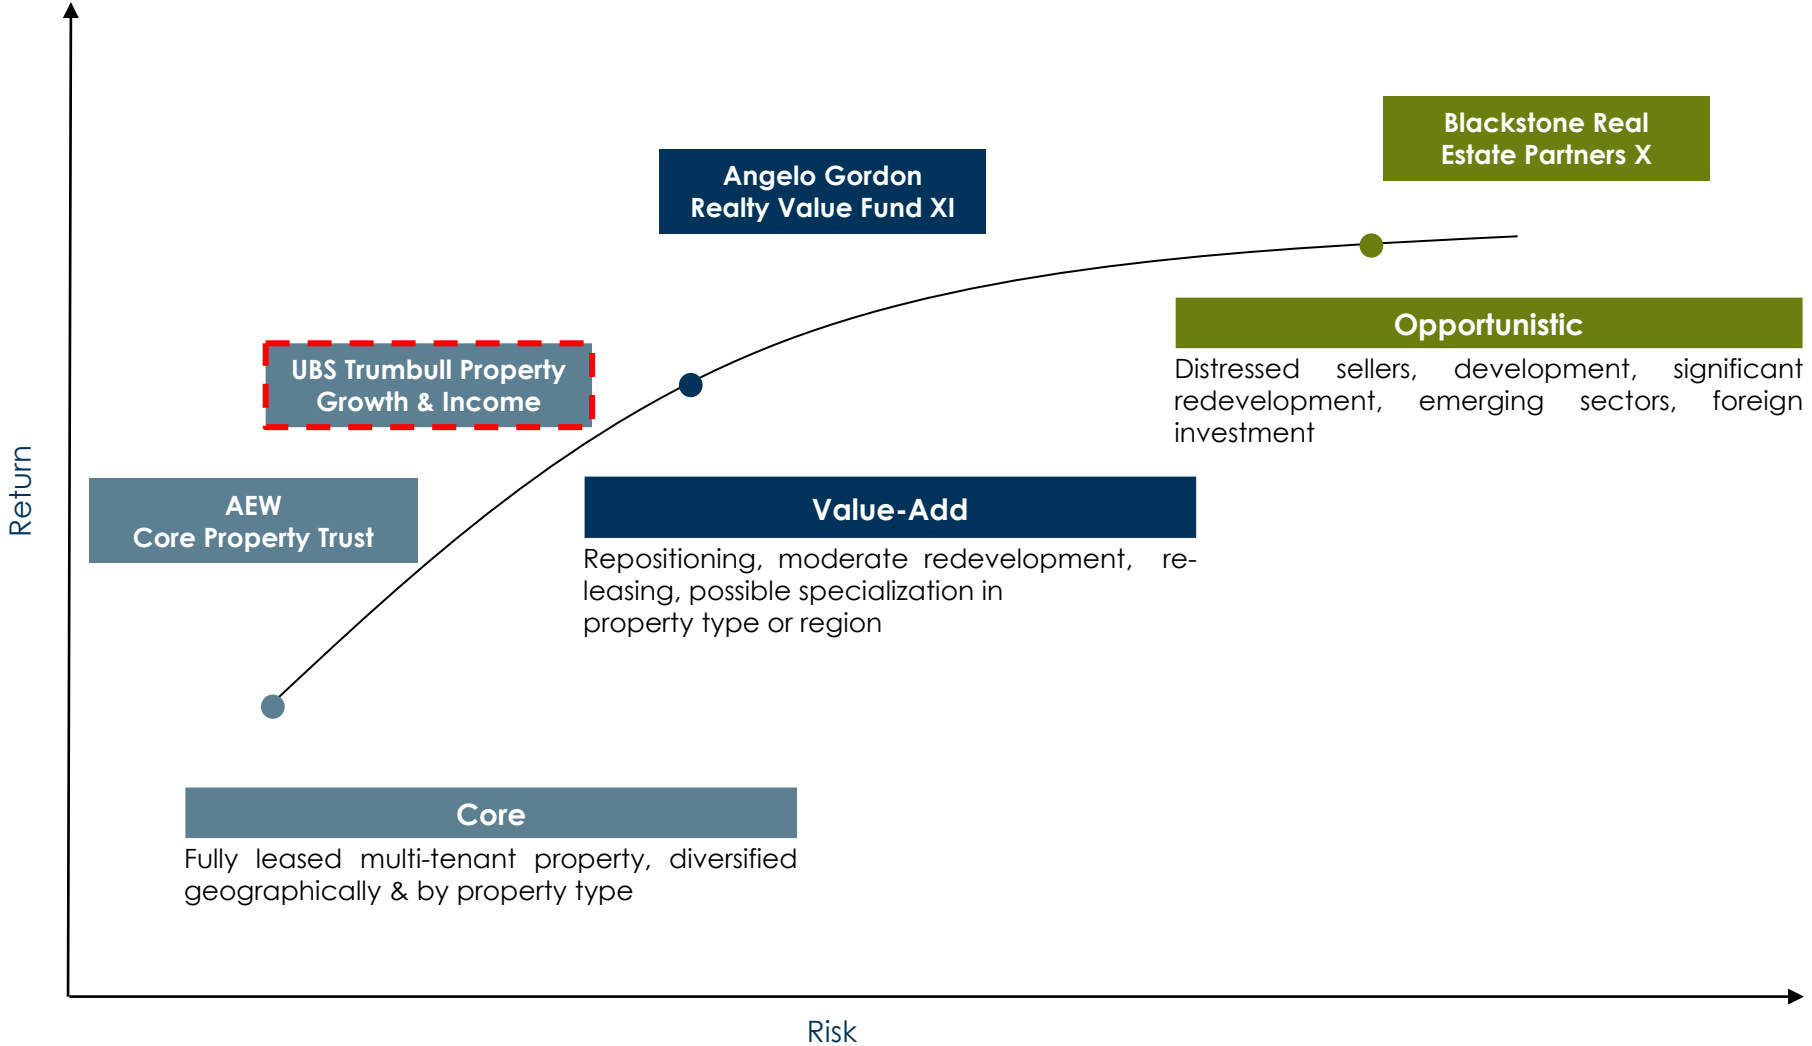 Blackstone Real
Estate Partners X
Angelo Gordon
Realty Value Fund XI
UBS Trumbull Property
Growth & Income
AEW
Core Property Trust
Opportunistic
Distressed sellers, development, significant
redevelopment, emerging sectors, foreign
investment
Value-Add
Repositioning, moderate redevelopment, re-
leasing, possible specialization in
property type or region
Core
Fully leased multi-tenant property, diversified
geographically & by property type
Return
Risk